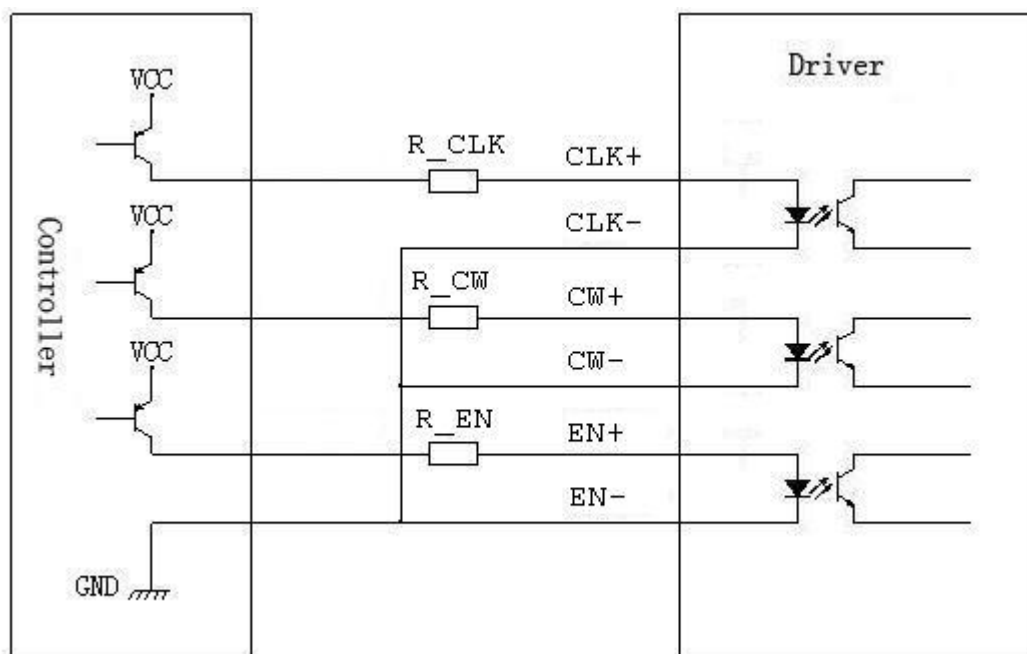 Driver
VCC
R_CLK
CLK+
CLK-
VCC
Controller
R_CW
CW+
CW-
VCC
R_EN
EN+
EN-
GND